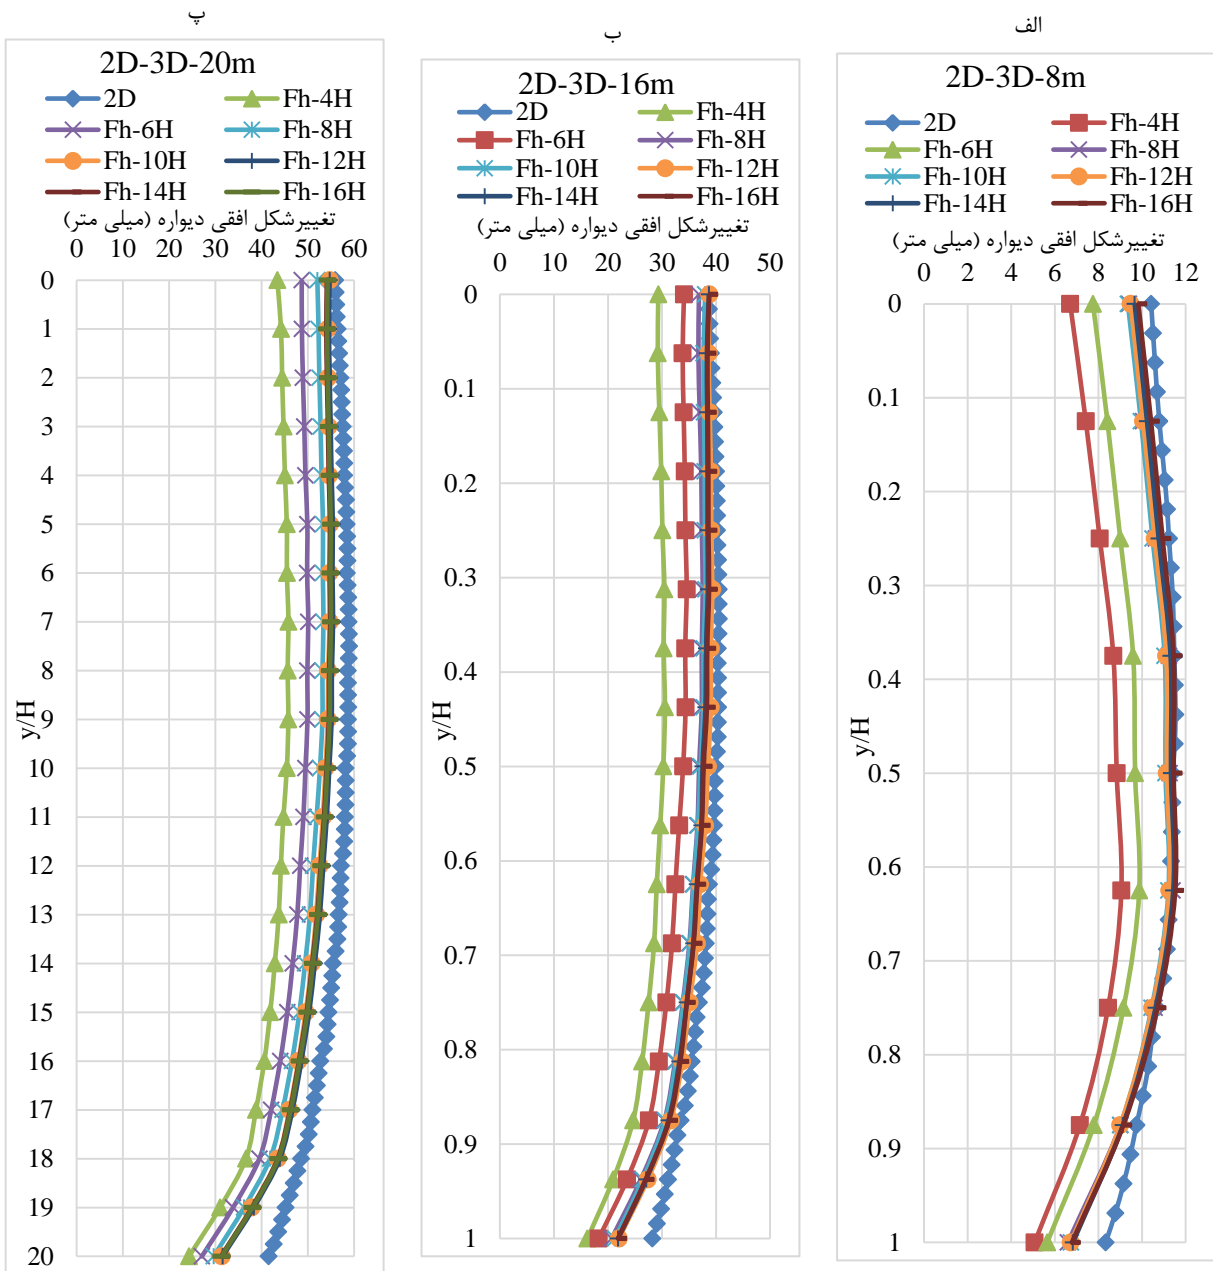 پ
2D-3D-20m
2D Fh-4H
Fh-6H Fh-8H
Fh-10H Fh-12H
Fh-14H Fh-16H
تغییرشکل افقی دیواره (میلی متر)
0 10 20 30 40 50 60
y/H
0
1
2
3
4
5
6
7
8
9
10
11
12
13
14
15
16
17
18
19
20
ب
2D-3D-16m
2D Fh-4H
Fh-6H Fh-8H
Fh-10H Fh-12H
Fh-14H Fh-16H
تغییرشکل افقی دیواره (میلی متر)
0 10 20 30 40 50
y/H
0
0.1
0.2
0.3
0.4
0.5
0.6
0.7
0.8
0.9
1
الف
2D-3D-8m
2D Fh-4H
Fh-6H Fh-8H
Fh-10H Fh-12H
Fh-14H Fh-16H
تغییرشکل افقی دیواره (میلی متر)
0 2 4 6 8 10 12
y/H
0
0.1
0.2
0.3
0.4
0.5
0.6
0.7
0.8
0.9
1